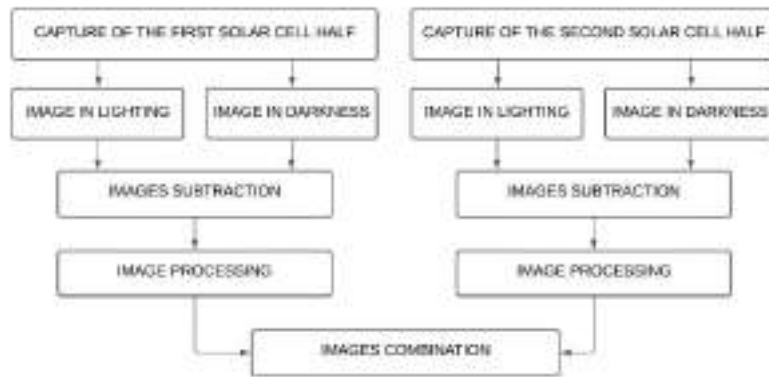 CAPTURE OF THE FIRST SOLAR CELL HALF
CAPTURE OF THE SECOND SOLAR CELL HALF
IMAGE IN LIGHTING
IMAGE IN DARKNESS
IMAGE IN LIGHTING
IMAGE IN DARKNESS
IMAGES SUBTRACTION
IMAGES SUBTRACTION
IMAGE PROCESSING
IMAGE PROCESSING
IMAGES COMBINATION